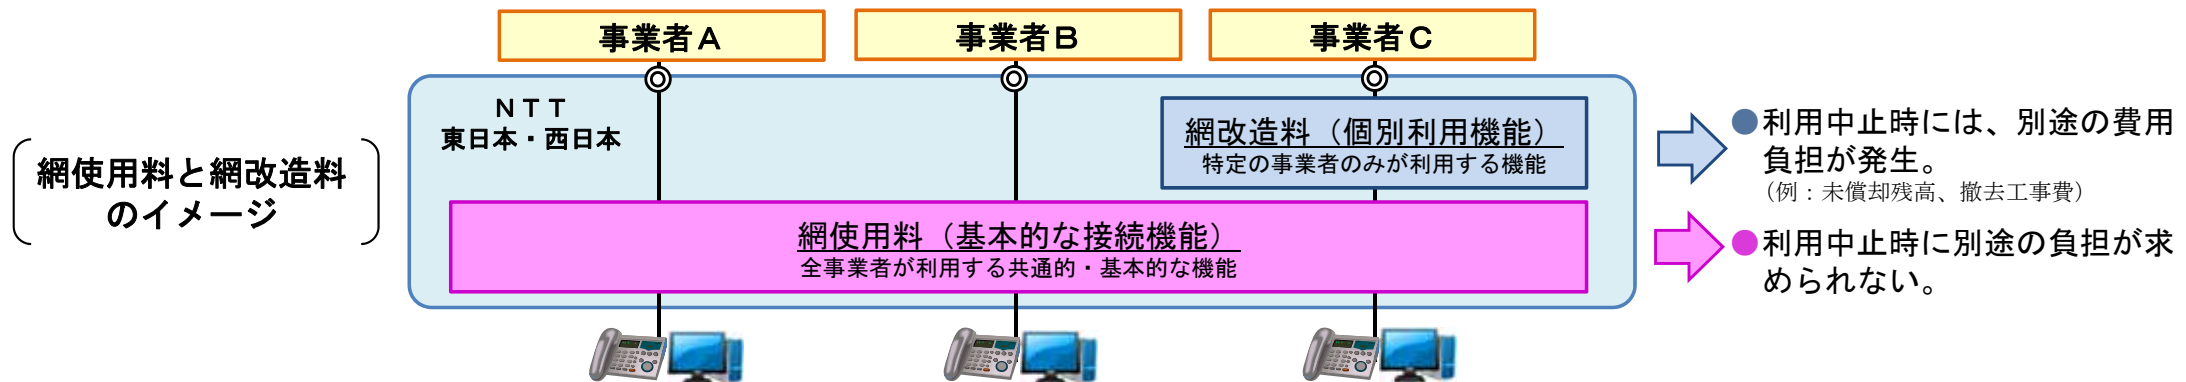 網使用料と網改造料
のイメージ
事業者A
事業者B
事業者C
NTT
東日本・西日本
網改造料（個別利用機能）
特定の事業者のみが利用する機能
網使用料（基本的な接続機能）
全事業者が利用する共通的・基本的な機能
●利用中止時には、別途の費用
負担が発生。
（例：未償却残高、撤去工事費）
●利用中止時に別途の負担が求
められない。